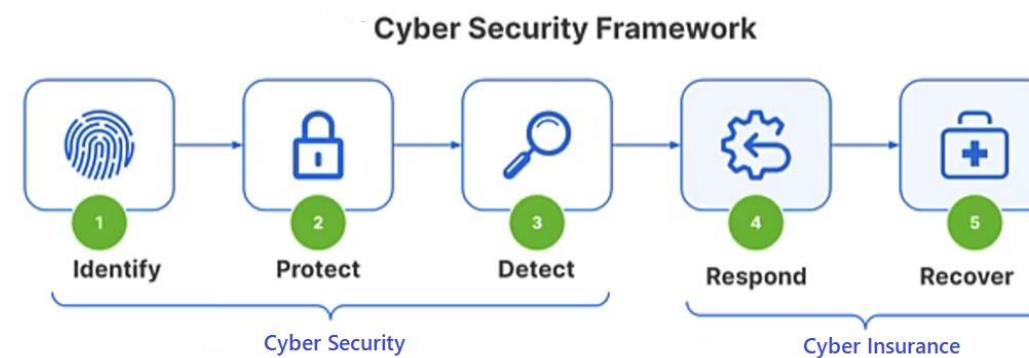 Cyber Security Framework
1
2
3
4
5
Identify
Protect
Detect
Respond
Recover
Cyber Security
Cyber Insurance